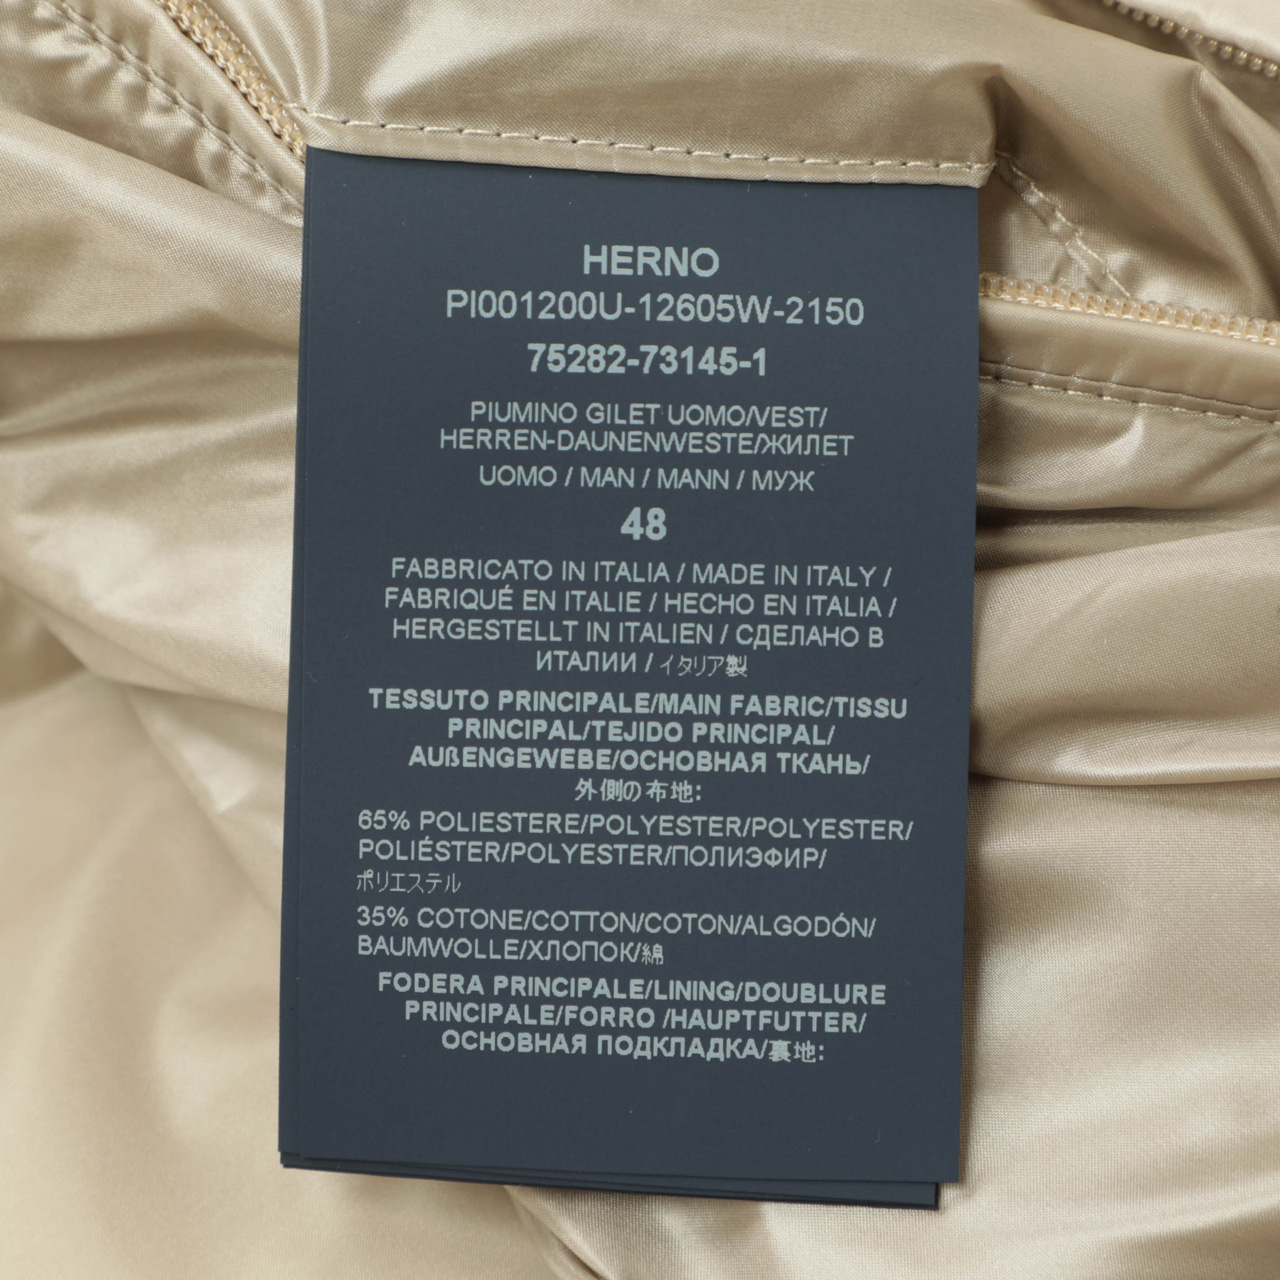 HERNO
PI001200U-12605W-2150
75282-73145-1
PIUMINO GILET UOMO/VEST/
HERREN-DAUNENWESTE/ЖИЛЕТ
UOMO / MAN / MANN / МУЖ
48
FABBRICATO IN ITALIA / MADE IN ITALY /
FABRIQUÉ EN ITALIE / HECHO EN ITALIA /
HERGESTELLT IN ITALIEN / СДЕЛАНО В
ИТАЛИИ / イタリア製
TESSUTO PRINCIPALE/MAIN FABRIC/TISSU
PRINCIPAL/TEJIDO PRINCIPAL/
AUßENGEWEBE/ОСНОВНАЯ ТКАНЬ/
外側の布地:
65% POLIESTERE/POLYESTER/POLYESTER/
POLIÉSTER/POLYESTER/ПОЛИЭФИР/
ポリエステル
35% COTONE/COTTON/COTON/ALGODÓN/
BAUMWOLLE/ХЛОПОК/綿
FODERA PRINCIPALE/LINING/DOUBLURE
PRINCIPALE/FORRO /HAUPTFUTTER/
ОСНОВНАЯ ПОДКЛАДКА/裏地: